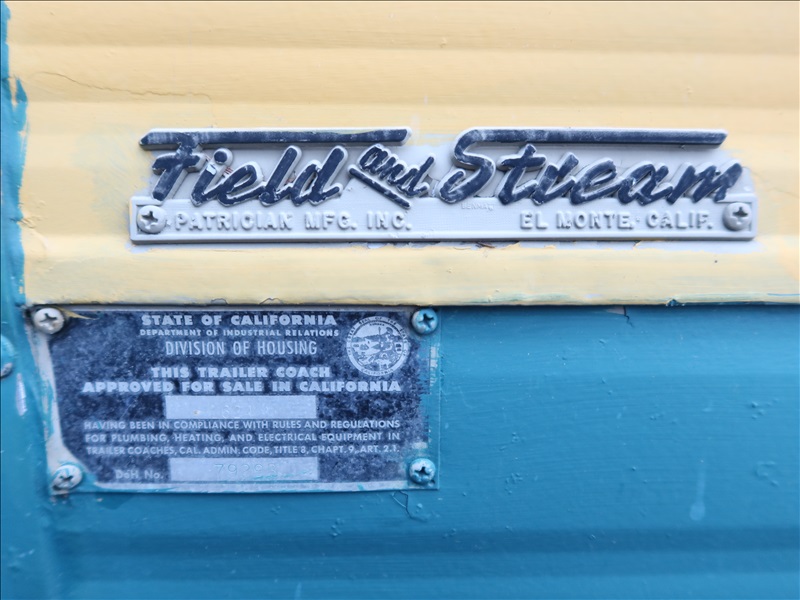 Field and Stream
PATRICIAN MFG. INC. EL MONTE, CALIF.
STATE OF CALIFORNIA
DEPARTMENT OF INDUSTRIAL RELATIONS
DIVISION OF HOUSING
THIS TRAILER COACH
APPROVED FOR SALE IN CALIFORNIA
HAVING BEEN IN COMPLIANCE WITH RULES AND REGULATIONS
FOR PLUMBING, HEATING, AND ELECTRICAL EQUIPMENT IN
TRAILER COACHES, CAL. ADMIN. CODE, TITLE 8, CHAPT. 9, ART. 2.1.
DoH No.